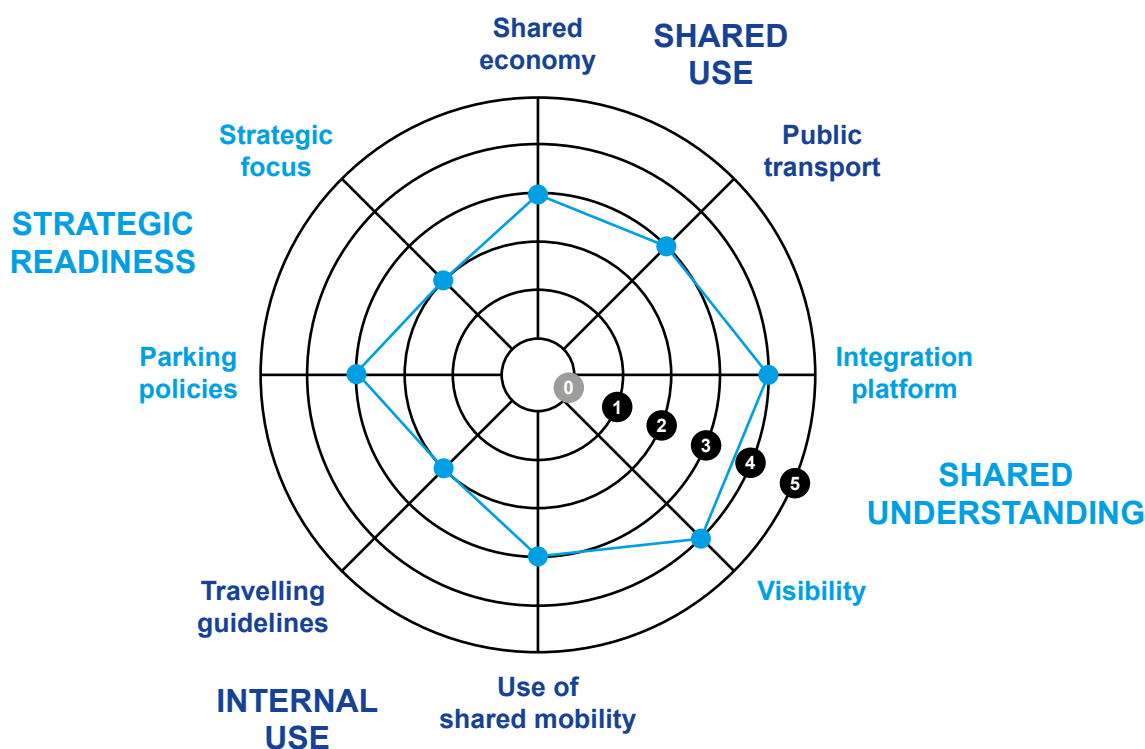 Shared
economy
SHARED
USE
Strategic
focus
Public
transport
STRATEGIC
READINESS
Parking
policies
Integration
platform
0
1
2
3
4
5
SHARED
UNDERSTANDING
Travelling
guidelines
Visibility
INTERNAL
USE
Use of
shared mobility